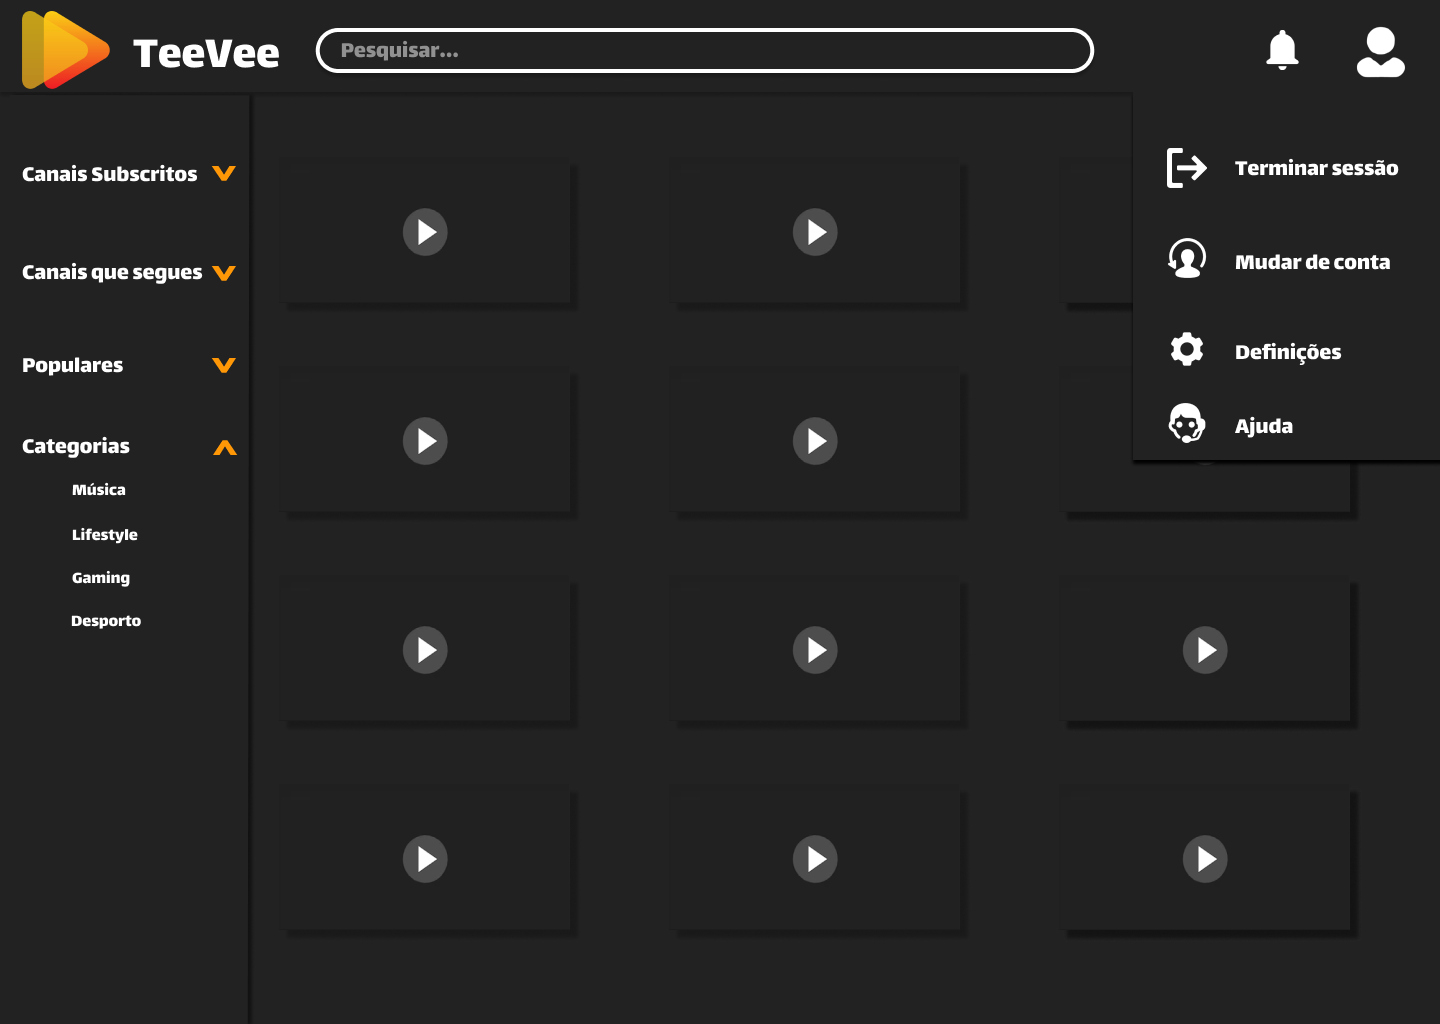 TeeVee
Pesquisar...
Canais Subscritos
Canais que segues
Populares
Categorias
Música
Lifestyle
Gaming
Desporto
Terminar sessão
Mudar de conta
Definições
Ajuda